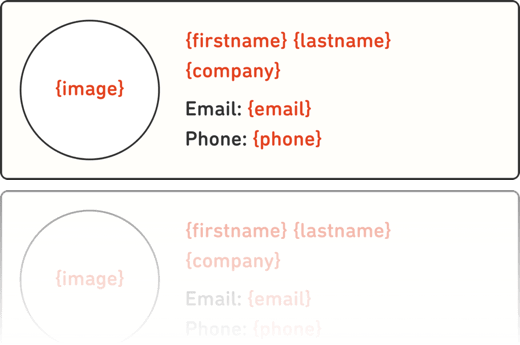 {image}
{firstname} {lastname}
{company}
Email: {email}
Phone: {phone}
{image}
{firstname} {lastname}
{company}
Email: {email}
Phone: {phone}